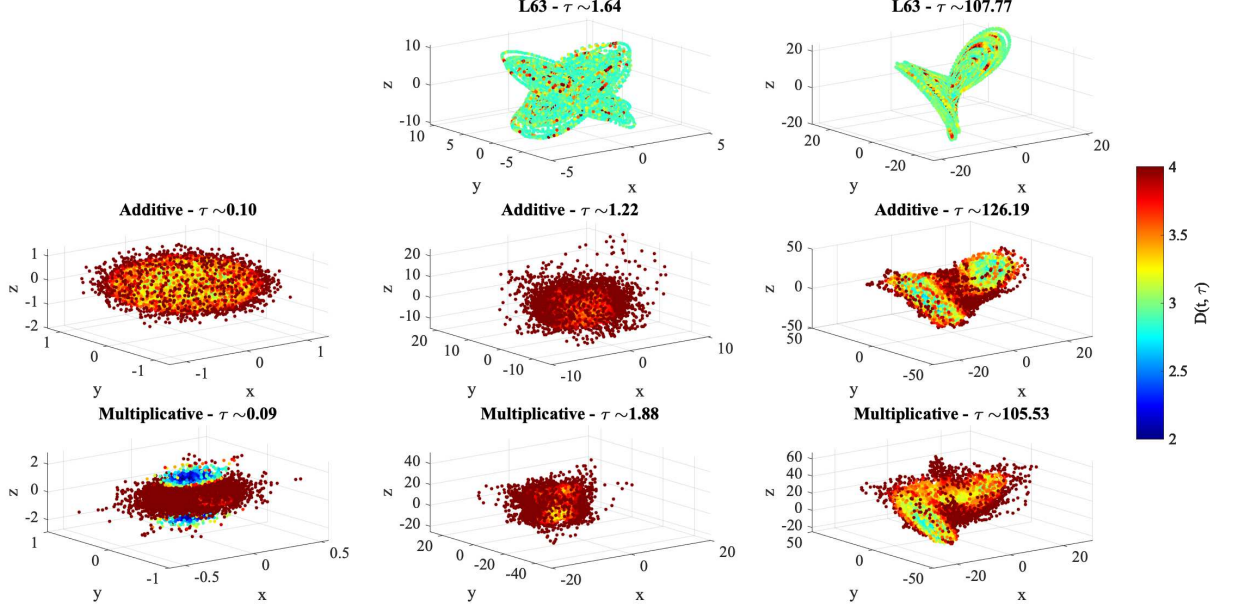 L63 - τ ~1.64
10
0
-10
z
10
5
0
-5
y
-5
0
5
x
L63 - τ ~107.77
20
0
-20
z
20
0
-20
y
-20
0
20
x
Additive - τ ~0.10
1
0
-1
-2
z
1
0
-1
y
-1
0
1
x
Additive - τ ~1.22
20
10
0
-10
z
20
10
0
-10
y
-10
0
10
x
Additive - τ ~126.19
50
0
-50
z
50
0
-50
y
-20
0
20
x
4
3.5
3
2.5
2
D(t, τ)
Multiplicative - τ ~0.09
2
0
-2
z
1
0
-1
y
-0.5
0
0.5
x
Multiplicative - τ ~1.88
40
20
0
-20
z
20
0
-20
-40
y
-20
0
20
x
Multiplicative - τ ~105.53
60
40
20
0
-20
z
50
0
-50
y
-20
0
20
x